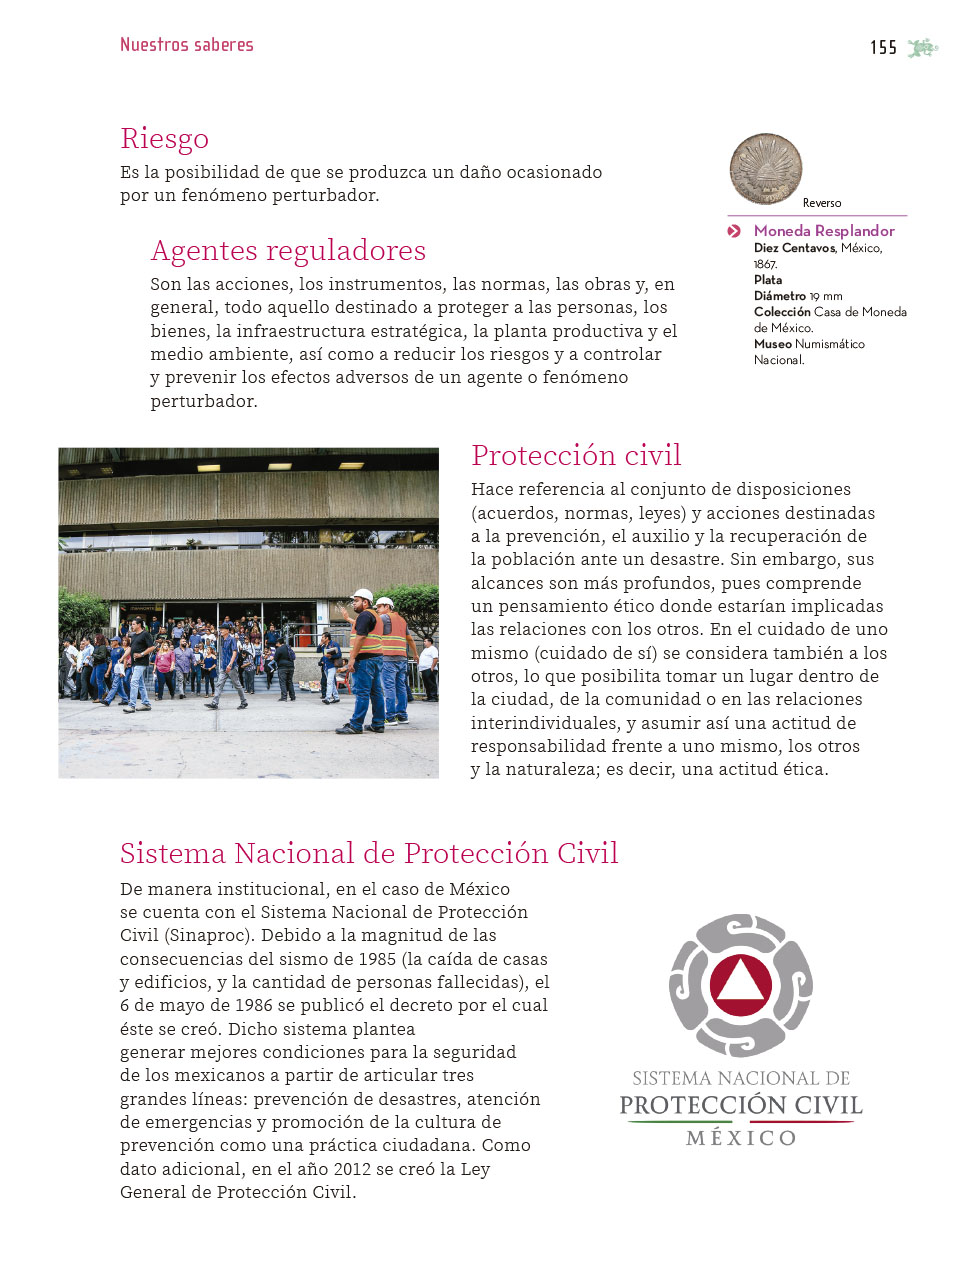 Nuestros saberes
155
Riesgo
Es la posibilidad de que se produzca un daño ocasionado
por un fenómeno perturbador.
Reverso
Moneda Resplandor
Diez Centavos, México,
1867.
Plata
Diámetro 19 mm
Colección Casa de Moneda
de México.
Museo Numismático
Nacional.
Agentes reguladores
Son las acciones, los instrumentos, las normas, las obras y, en
general, todo aquello destinado a proteger a las personas, los
bienes, la infraestructura estratégica, la planta productiva y el
medio ambiente, así como a reducir los riesgos y a controlar
y prevenir los efectos adversos de un agente o fenómeno
perturbador.
Protección civil
Hace referencia al conjunto de disposiciones
(acuerdos, normas, leyes) y acciones destinadas
a la prevención, el auxilio y la recuperación de
la población ante un desastre. Sin embargo, sus
alcances son más profundos, pues comprende
un pensamiento ético donde estarían implicadas
las relaciones con los otros. En el cuidado de uno
mismo (cuidado de sí) se considera también a los
otros, lo que posibilita tomar un lugar dentro de
la ciudad, de la comunidad o en las relaciones
interindividuales, y asumir así una actitud de
responsabilidad frente a uno mismo, los otros
y la naturaleza; es decir, una actitud ética.
Sistema Nacional de Protección Civil
De manera institucional, en el caso de México
se cuenta con el Sistema Nacional de Protección
Civil (Sinaproc). Debido a la magnitud de las
consecuencias del sismo de 1985 (la caída de casas
y edificios, y la cantidad de personas fallecidas), el
6 de mayo de 1986 se publicó el decreto por el cual
éste se creó. Dicho sistema plantea
generar mejores condiciones para la seguridad
de los mexicanos a partir de articular tres
grandes líneas: prevención de desastres, atención
de emergencias y promoción de la cultura de
prevención como una práctica ciudadana. Como
dato adicional, en el año 2012 se creó la Ley
General de Protección Civil.
SISTEMA NACIONAL DE
PROTECCIÓN CIVIL
MÉXICO